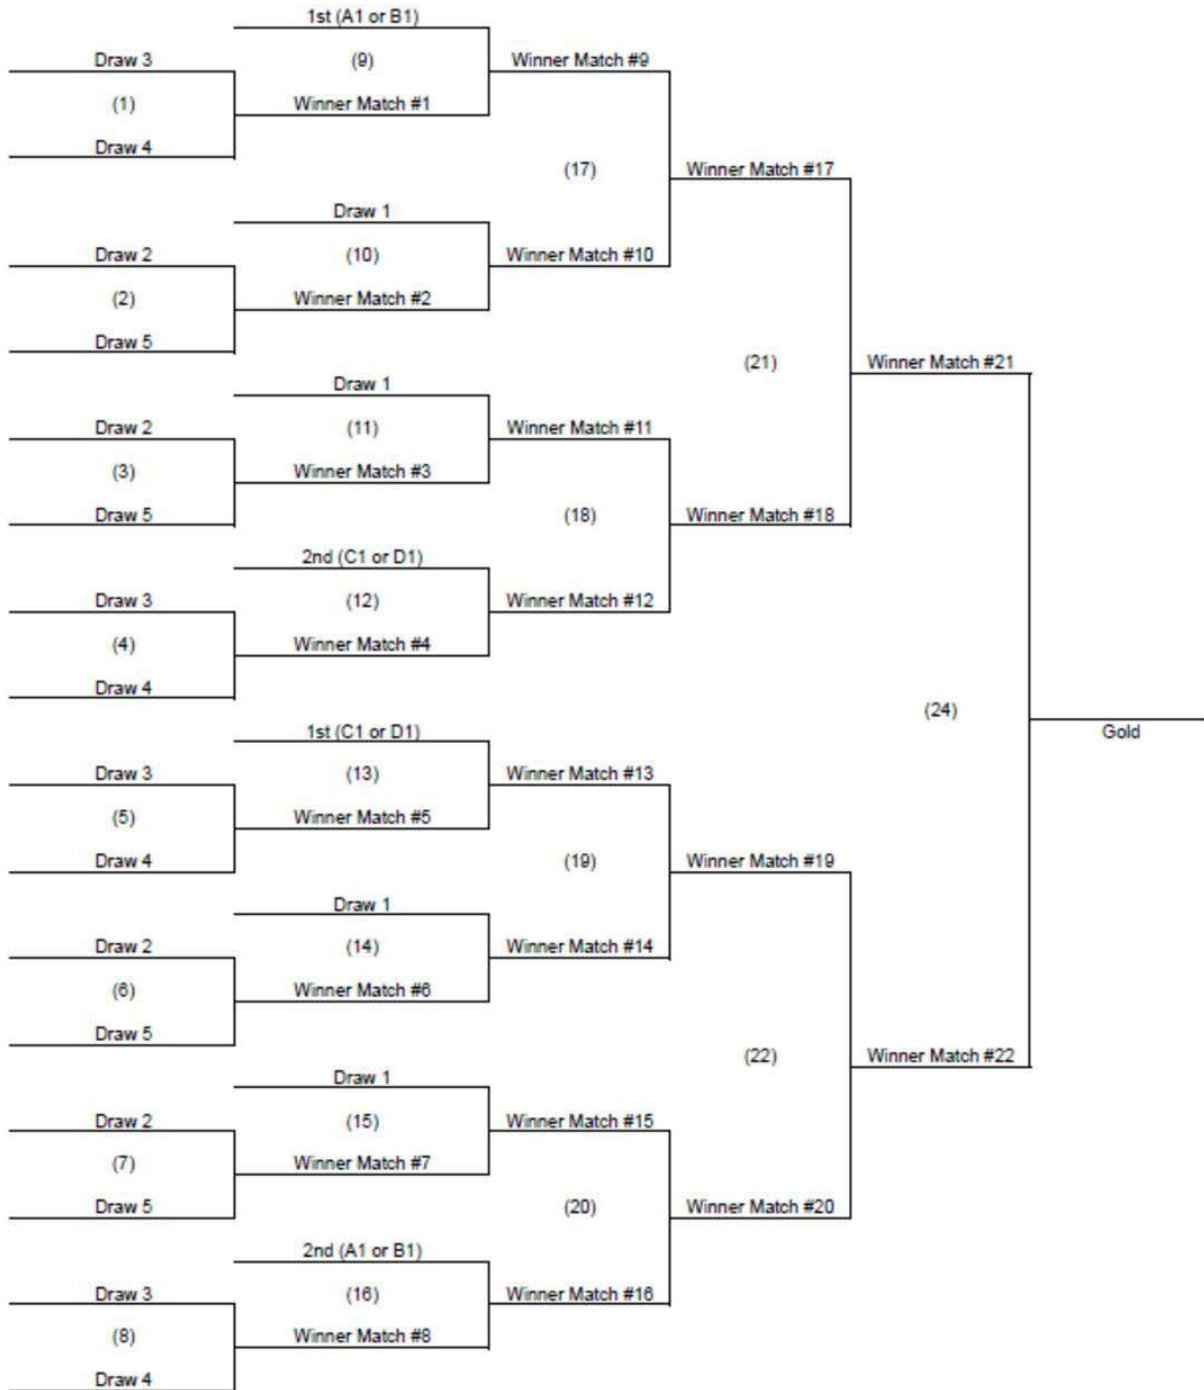 1st (A1 or B1)
Draw 3
(9)
Winner Match #9
(1)
Winner Match #1
Draw 4
(17)
Winner Match #17
Draw 1
Draw 2
(10)
Winner Match #10
(2)
Winner Match #2
Draw 5
(21)
Winner Match #21
Draw 1
Draw 2
(11)
Winner Match #11
(3)
Winner Match #3
Draw 5
(18)
Winner Match #18
2nd (C1 or D1)
Draw 3
(12)
Winner Match #12
(4)
Winner Match #4
Draw 4
(24)
Gold
1st (C1 or D1)
Draw 3
(13)
Winner Match #13
(5)
Winner Match #5
Draw 4
(19)
Winner Match #19
Draw 1
Draw 2
(14)
Winner Match #14
(6)
Winner Match #6
Draw 5
(22)
Winner Match #22
Draw 1
Draw 2
(15)
Winner Match #15
(7)
Winner Match #7
Draw 5
(20)
Winner Match #20
2nd (A1 or B1)
Draw 3
(16)
Winner Match #16
(8)
Winner Match #8
Draw 4